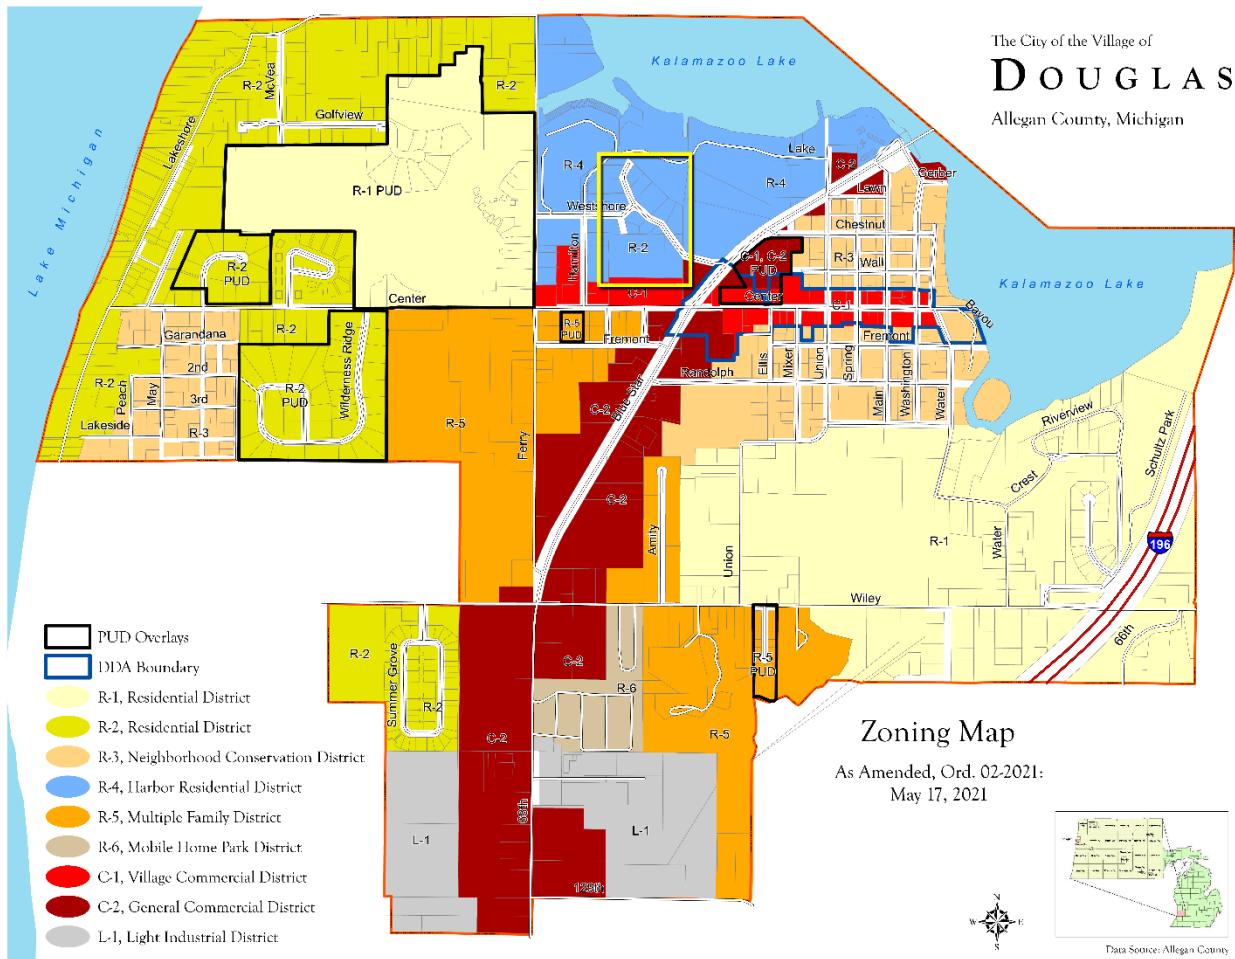 The City of the Village of
DOUGLAS
Allegan County, Michigan
Kalamazoo Lake
Lake Michigan
R-2
McVea
R-2
Golfview
Lakeshore
R-1 PUD
R-4
Lake
R-4
C-2
Gerber
Lawn
Westshore
Chestnut
R-2
Hamilton
C-1, C-2
PUD
R-3
Wall
R-2
PUD
Kalamazoo Lake
Center
C-1
Center
C-1
Bayou
Garandana
R-2
R-5
PUD
Fremont
Fremont
Wilderness Ridge
2nd
Randolph
Ellis
Mixer
Union
Spring
R-2
Peach
May
R-2
PUD
3rd
Blue Star
C-2
Main
Washington
Water
Lakeside
R-3
R-5
Ferry
Riverview
Schultz Park
Crest
C-2
Amity
Union
R-1
Water
196
Wiley
66th
PUD Overlays
DDA Boundary
R-1, Residential District
R-2, Residential District
R-3, Neighborhood Conservation District
R-4, Harbor Residential District
R-5, Multiple Family District
R-6, Mobile Home Park District
C-1, Village Commercial District
C-2, General Commercial District
L-1, Light Industrial District
R-2
Summer Grove
R-2
C-2
R-6
R-5
PUD
R-5
C-2
68th
L-1
L-1
129th
Zoning Map
As Amended, Ord. 02-2021:
May 17, 2021
N
W
E
S
Data Source: Allegan County